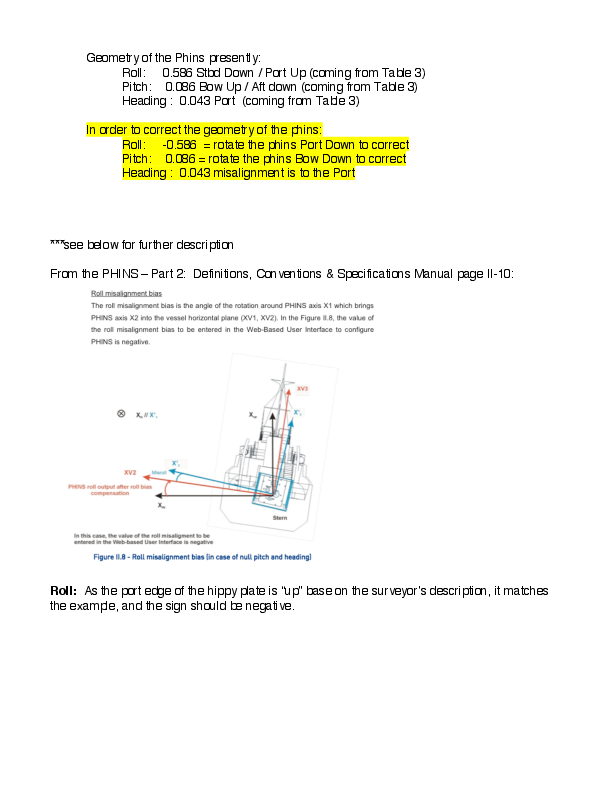 Geometry of the Phins presently:
Roll: 0.586 Stbd Down / Port Up (coming from Table 3)
Pitch: 0.086 Bow Up / Aft down (coming from Table 3)
Heading : 0.043 Port (coming from Table 3)
In order to correct the geometry of the phins:
Roll: -0.586 = rotate the phins Port Down to correct
Pitch: 0.086 = rotate the phins Bow Down to correct
Heading : 0.043 misalignment is to the Port
***see below for further description
From the PHINS – Part 2: Definitions, Conventions & Specifications Manual page II-10:
Roll misalignment bias
The roll misalignment bias is the angle of the rotation around PHINS axis X1 which brings
PHINS axis X2 into the vessel horizontal plane (XV1, XV2). In the Figure II.8, the value of
the roll misalignment bias to be entered in the Web-Based User Interface to configure
PHINS is negative.
XV3
XV2
PHINS roll output after roll bias
compensation
Stern
In this case, the value of the roll misalignment to be
entered in the Web-based User Interface is negative
Figure II.8 - Roll misalignment bias (in case of null pitch and heading)
Roll: As the port edge of the hippy plate is “up” base on the surveyor’s description, it matches
the example, and the sign should be negative.